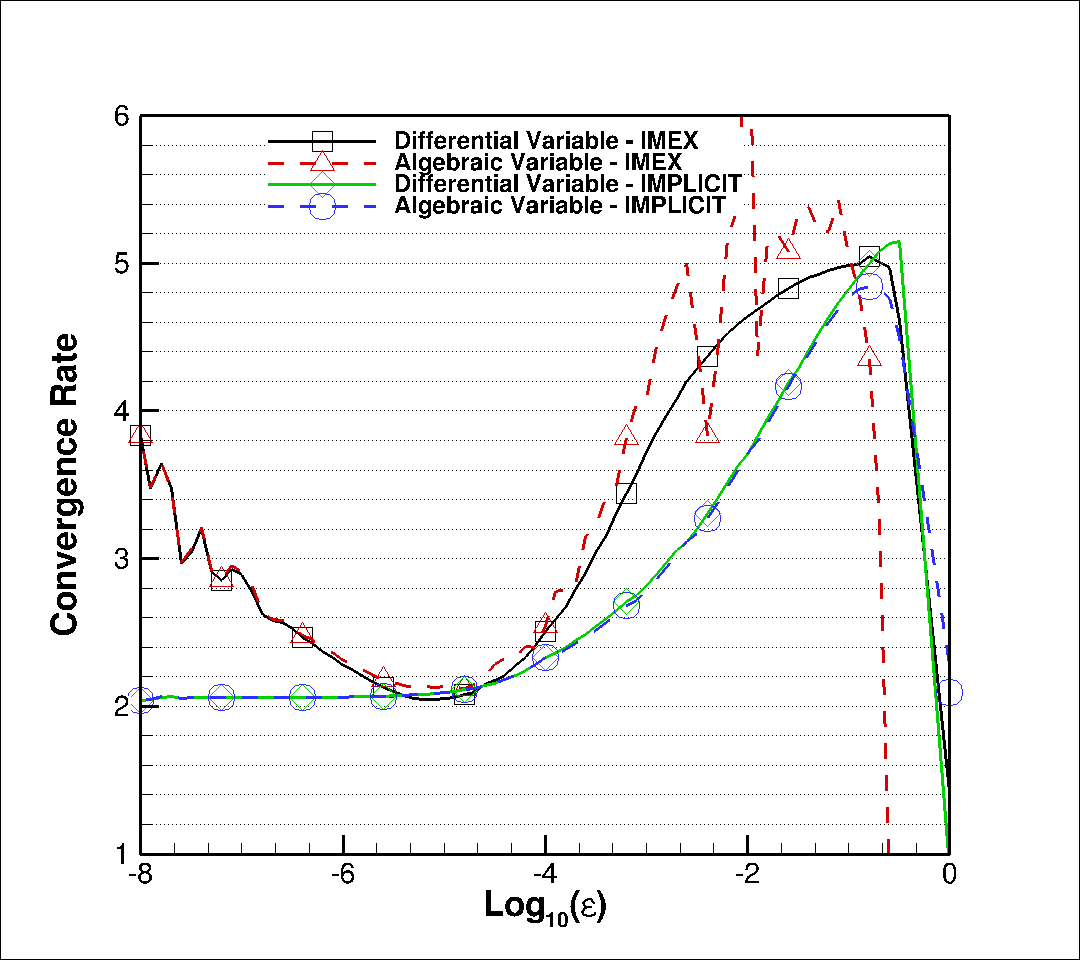 6
Differential Variable - IMEX
Algebraic Variable - IMEX
Differential Variable - IMPLICIT
Algebraic Variable - IMPLICIT
5
4
3
2
1
Convergence Rate
-8 -6 -4 -2 0
Log10(ε)